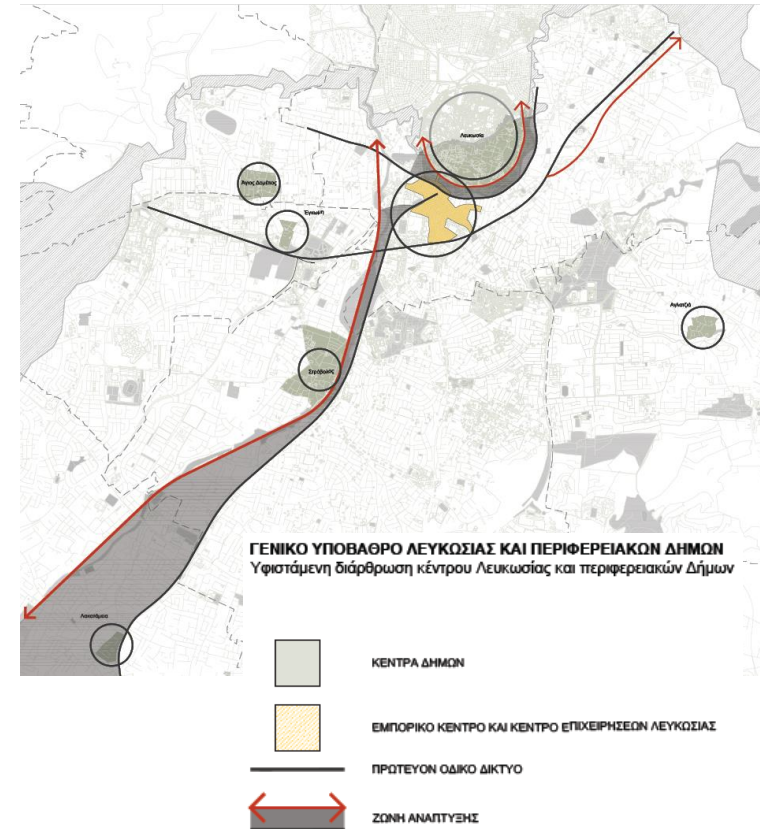 Λευκωσία
Άγιος Δομέτιος
Έγκωμη
Αγλαντζιά
Στρόβολος
Λακατάμεια
ΓΕΝΙΚΟ ΥΠΟΒΑΘΡΟ ΛΕΥΚΩΣΙΑΣ ΚΑΙ ΠΕΡΙΦΕΡΕΙΑΚΩΝ ΔΗΜΩΝ
Υφιστάμενη διάρθρωση κέντρου Λευκωσίας και περιφερειακών Δήμων
ΚΕΝΤΡΑ ΔΗΜΩΝ
ΕΜΠΟΡΙΚΟ ΚΕΝΤΡΟ ΚΑΙ ΚΕΝΤΡΟ ΕΠΙΧΕΙΡΗΣΕΩΝ ΛΕΥΚΩΣΙΑΣ
ΠΡΩΤΕΥΟΝ ΟΔΙΚΟ ΔΙΚΤΥΟ
ΖΩΝΗ ΑΝΑΠΤΥΞΗΣ